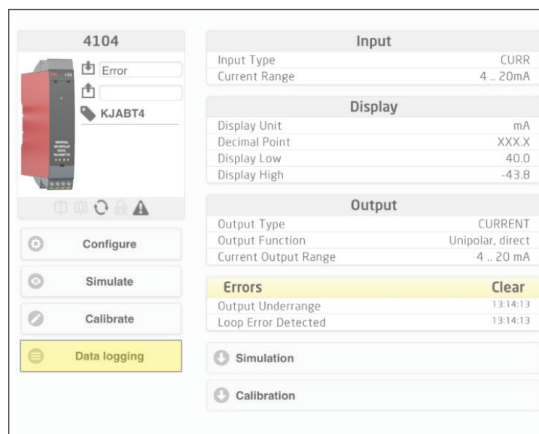 4104
Error
KJABT4
Configure
Simulate
Calibrate
Data logging
Input
Input Type CURR
Current Range 4 .. 20mA
Display
Display Unit mA
Decimal Point XXX.X
Display Low 40.0
Display High -43.8
Output
Output Type CURRENT
Output Function Unipolar, direct
Current Output Range 4 .. 20 mA
Errors Clear
Output Underrange 13:14:13
Loop Error Detected 13:14:13
Simulation
Calibration